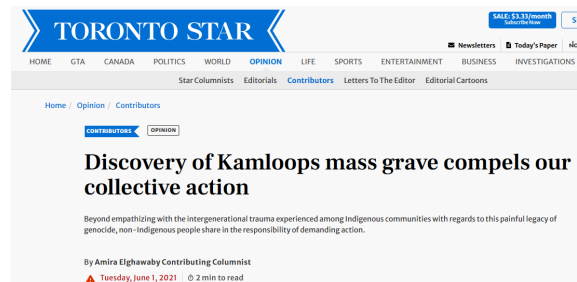 SALE: $3.33/month
Subscribe Now
S
TORONTO STAR
Newsletters Today's Paper
HOME GTA CANADA POLITICS WORLD OPINION LIFE SPORTS ENTERTAINMENT BUSINESS INVESTIGATIONS
Star Columnists Editorials Contributors Letters To The Editor Editorial Cartoons
Home / Opinion / Contributors
CONTRIBUTORS OPINION
Discovery of Kamloops mass grave compels our
collective action
Beyond empathizing with the intergenerational trauma experienced among Indigenous communities with regards to this painful legacy of
genocide, non-Indigenous people share in the responsibility of demanding action.
By Amira Elghawaby Contributing Columnist
Tuesday, June 1, 2021 2 min to read